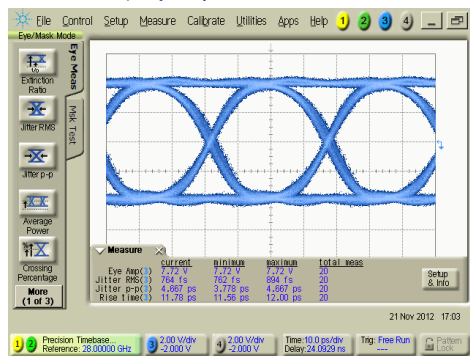 File Control Setup Measure Calibrate Utilities Apps Help 1 2 3 4
Eye/Mask Mode
Eye Meas
Msk Test
Extinction
Ratio
Jitter RMS
Jitter p-p
Average
Power
Crossing
Percentage
More
(1 of 3)
Measure
current minimum maximum total meas
Eye Amp(3) 7.72 V 7.72 V 7.72 V 20
Jitter RMS(3) 764 fs 762 fs 894 fs 20
Jitter p-p(3) 4.667 ps 3.778 ps 4.667 ps 20
Rise time(3) 11.78 ps 11.56 ps 12.00 ps 20
Setup
& Info
21 Nov 2012 17:03
1 2 Precision Timebase...
Reference: 28.00000 GHz
3 2.00 V/div
-2.000 V
4 2.00 V/div
-2.000 V
Time:10.0 ps/div
Delay:24.0929 ns
Trig: Free Run
---
Pattern
Lock